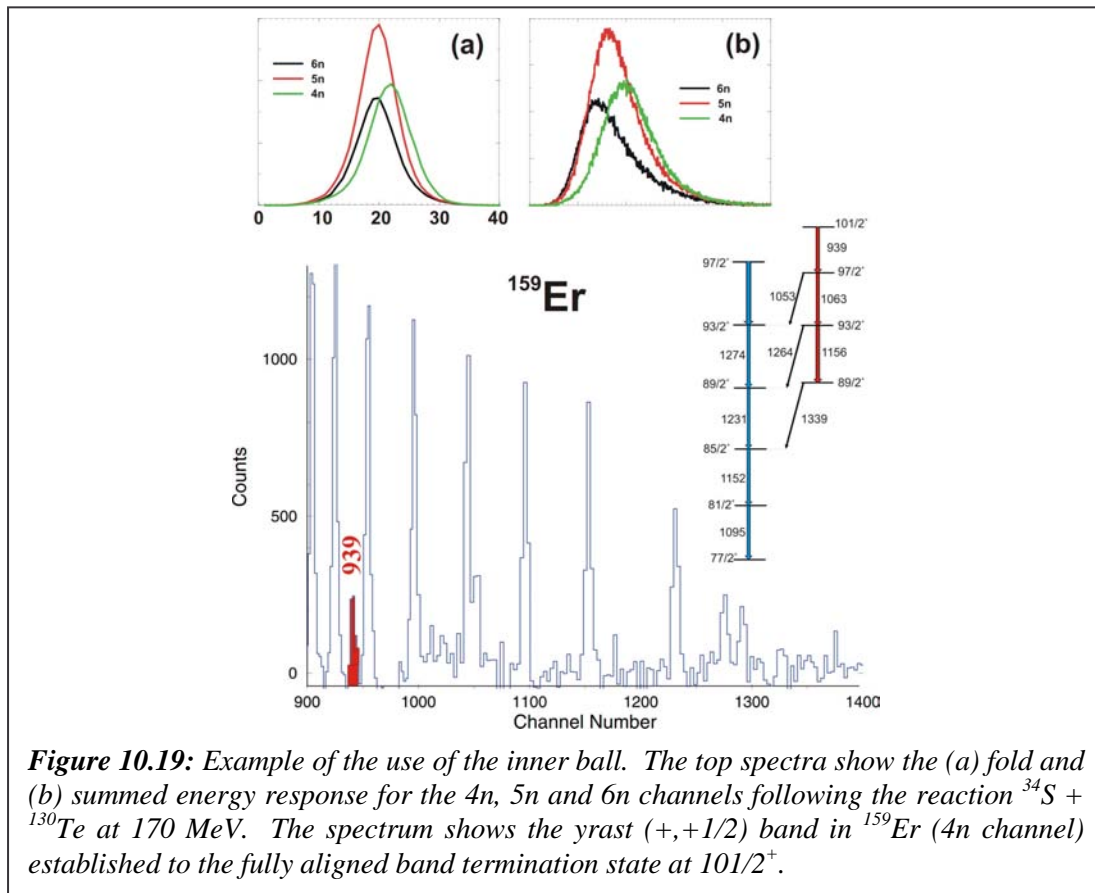 (a)
6n
5n
4n
0 10 20 30 40
(b)
6n
5n
4n
159Er
Counts
1000
500
0
939
900 1000 1100 1200 1300 1400
Channel Number
97/2+
93/2+
1274
89/2+
1231
85/2+
1152
81/2+
1095
77/2+
101/2+
939
97/2+
1053
1063
93/2+
1264
1156
89/2+
1339
Figure 10.19: Example of the use of the inner ball. The top spectra show the (a) fold and
(b) summed energy response for the 4n, 5n and 6n channels following the reaction 34S +
130Te at 170 MeV. The spectrum shows the yrast (+,+1/2) band in 159Er (4n channel)
established to the fully aligned band termination state at 101/2+.